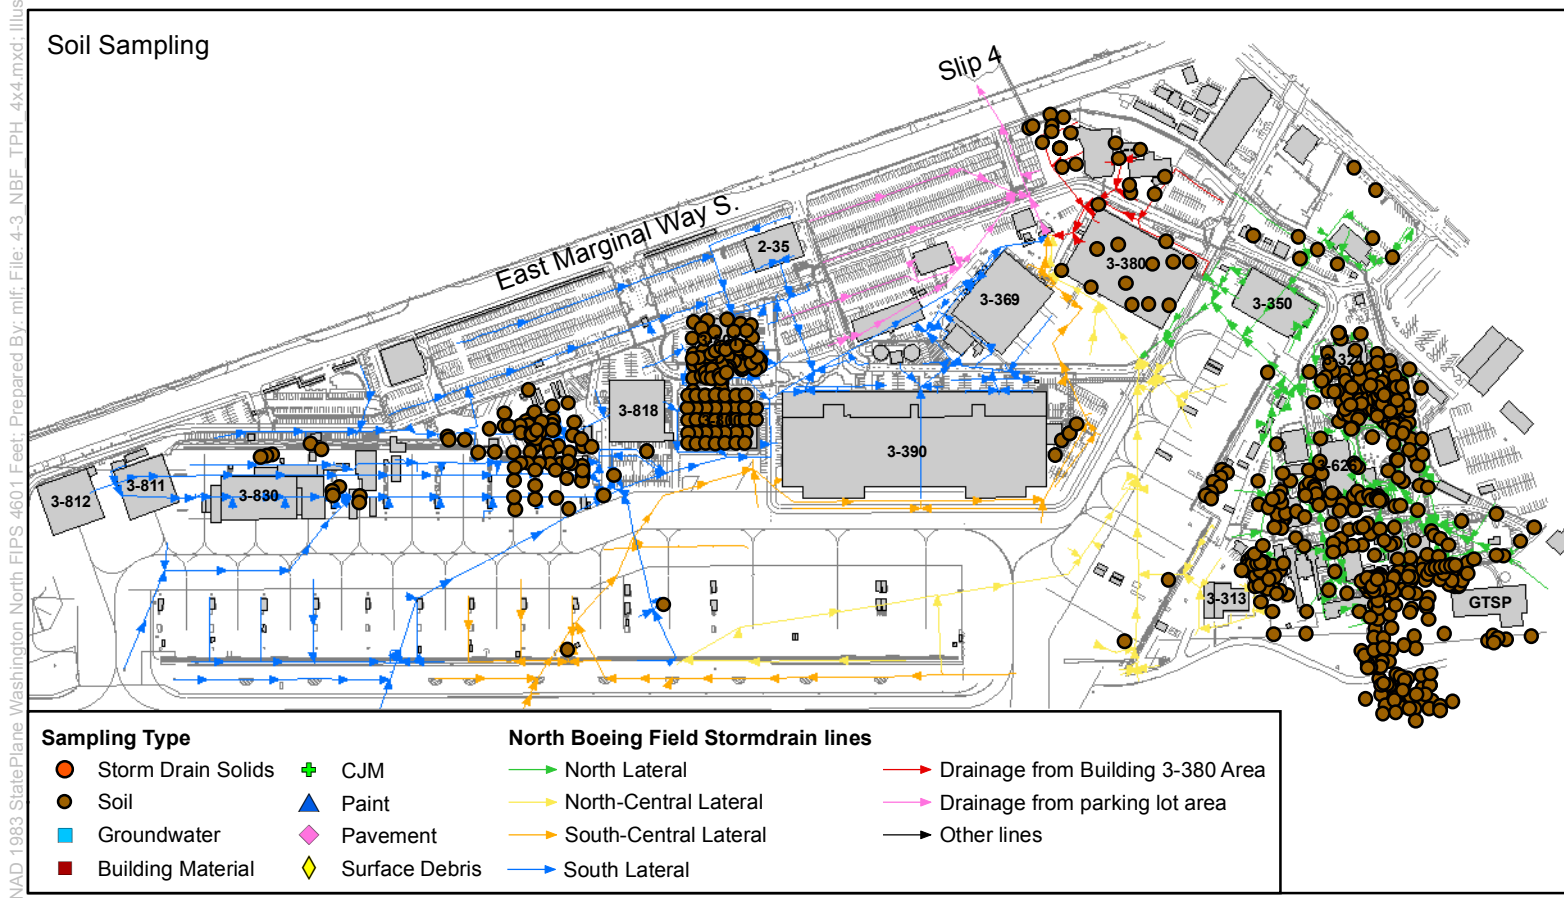 Soil Sampling
Slip 4
East Marginal Way S.
2-35
3-380
3-369
3-350
3-818
3-390
3-626
3-812
3-811
3-830
3-313
GTSP
Sampling Type
Storm Drain Solids
Soil
Groundwater
Building Material
CJM
Paint
Pavement
Surface Debris
North Boeing Field Stormdrain lines
North Lateral
North-Central Lateral
South-Central Lateral
South Lateral
Drainage from Building 3-380 Area
Drainage from parking lot area
Other lines
NAD 1983 StatePlane Washington North FIPS 4601 Feet; Prepared By: mlf; File: 4-3_NBF_TPH_4x4.mxd;